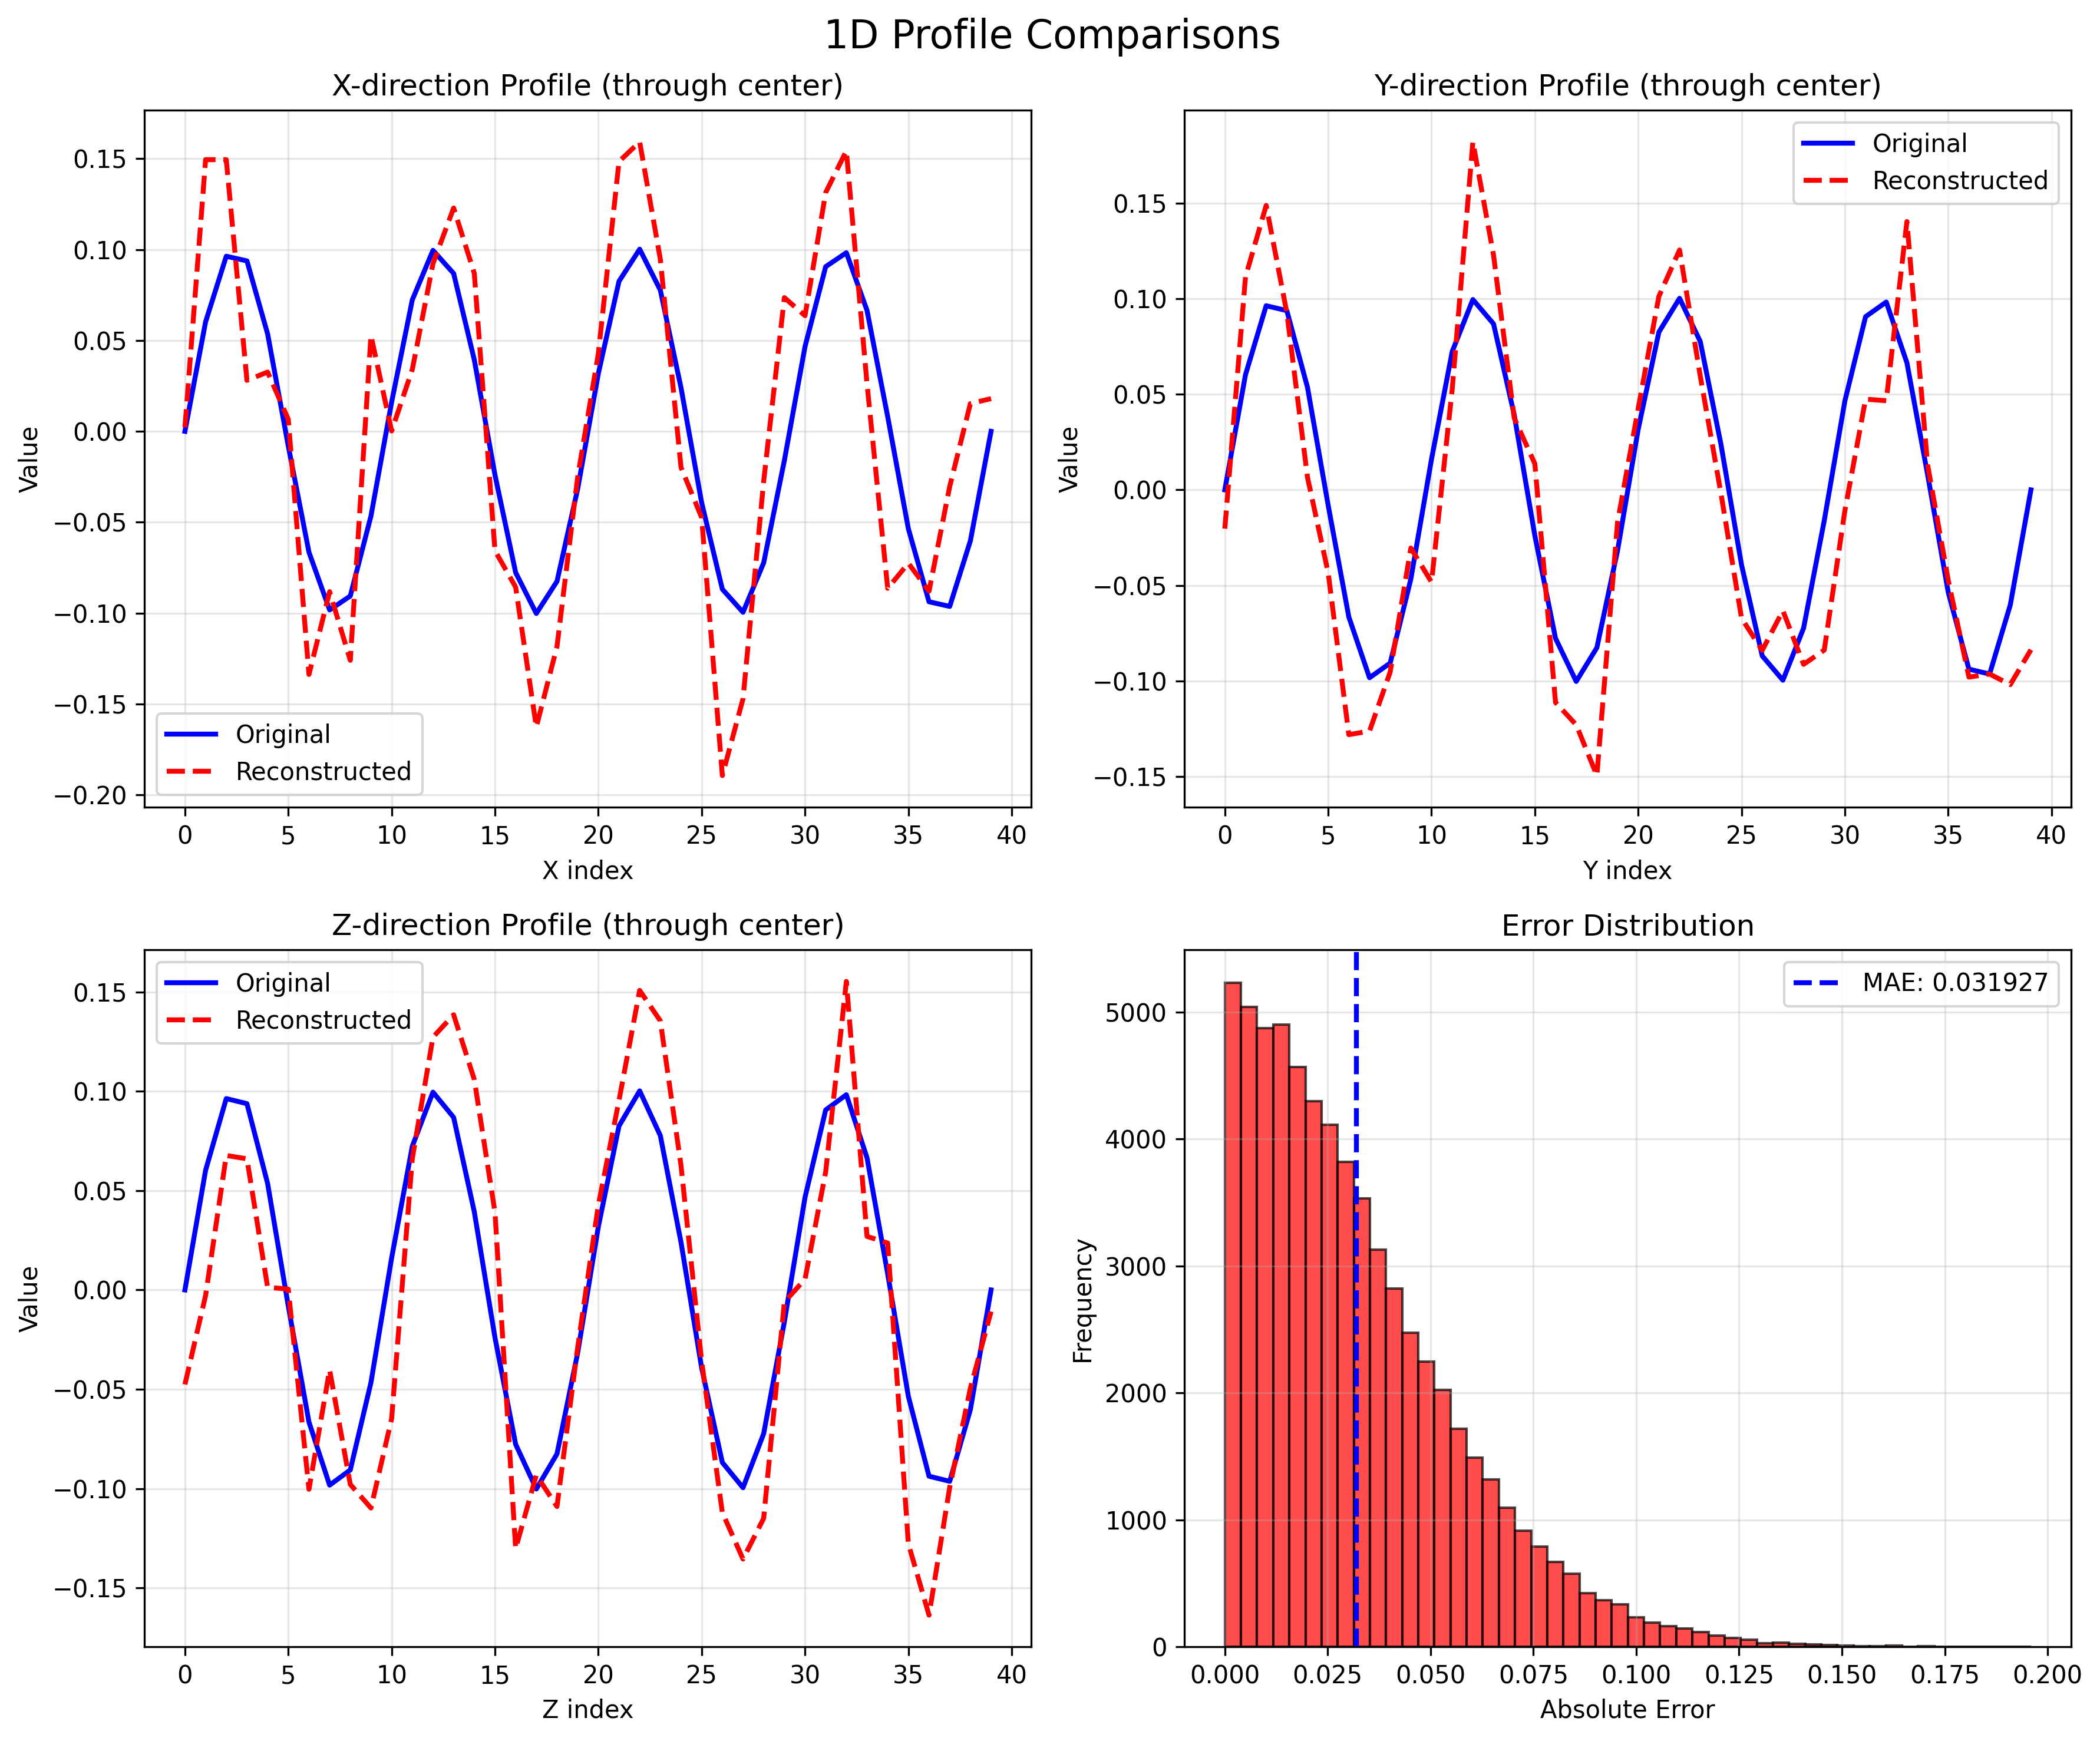 1D Profile Comparisons
X-direction Profile (through center)
0.15
0.10
0.05
0.00
−0.05
−0.10
−0.15
−0.20
Value
Original
Reconstructed
0 5 10 15 20 25 30 35 40
X index
Y-direction Profile (through center)
0.15
0.10
0.05
0.00
−0.05
−0.10
−0.15
Value
Original
Reconstructed
0 5 10 15 20 25 30 35 40
Y index
Z-direction Profile (through center)
0.15
0.10
0.05
0.00
−0.05
−0.10
−0.15
Value
Original
Reconstructed
0 5 10 15 20 25 30 35 40
Z index
Error Distribution
5000
4000
3000
2000
1000
0
Frequency
MAE: 0.031927
0.000 0.025 0.050 0.075 0.100 0.125 0.150 0.175 0.200
Absolute Error